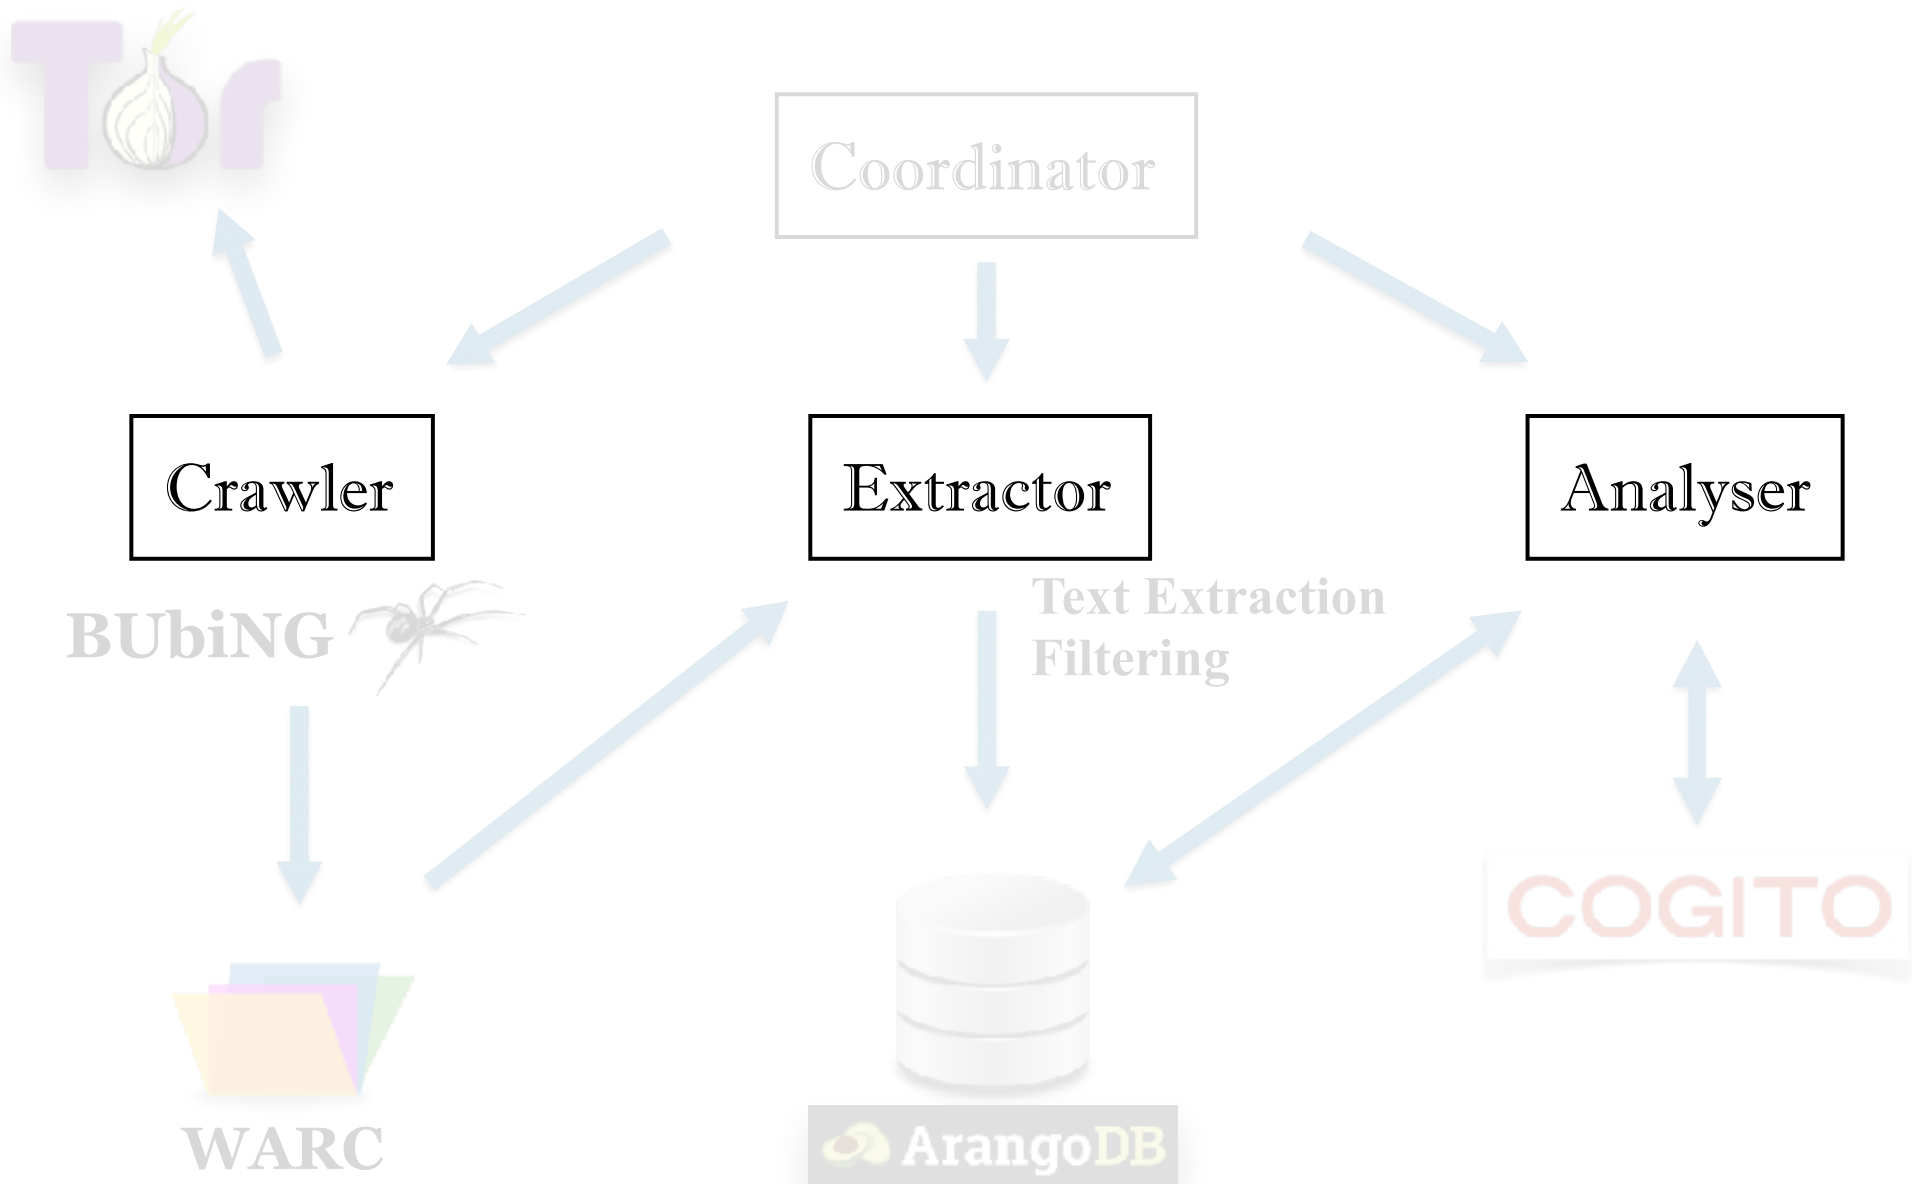 Tor
Coordinator
Crawler
Extractor
Analyser
BUbiNG
Text Extraction
Filtering
COGITO
WARC
ArangoDB